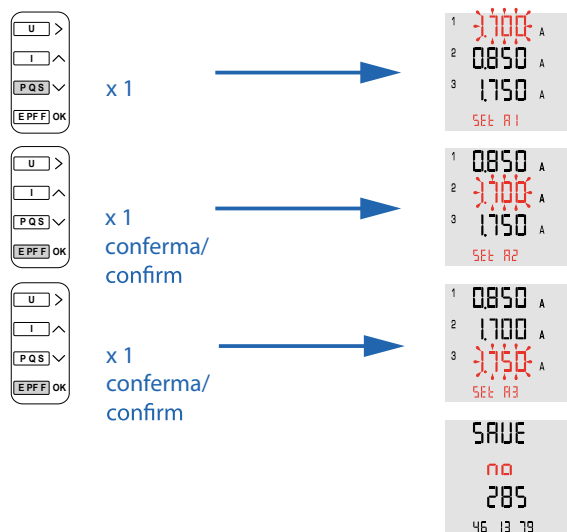 U >
I
PQS
EPFF OK
x 1
1 1.700 A
2 0.850 A
3 1.750 A
SEt A1
U >
I
PQS
EPFF OK
x 1
conferma/
confirm
1 0.850 A
2 1.700 A
3 1.750 A
SEt A2
U >
I
PQS
EPFF OK
x 1
conferma/
confirm
1 0.850 A
2 1.700 A
3 1.750 A
SEt A3
SAVE
no
285
46 13 79